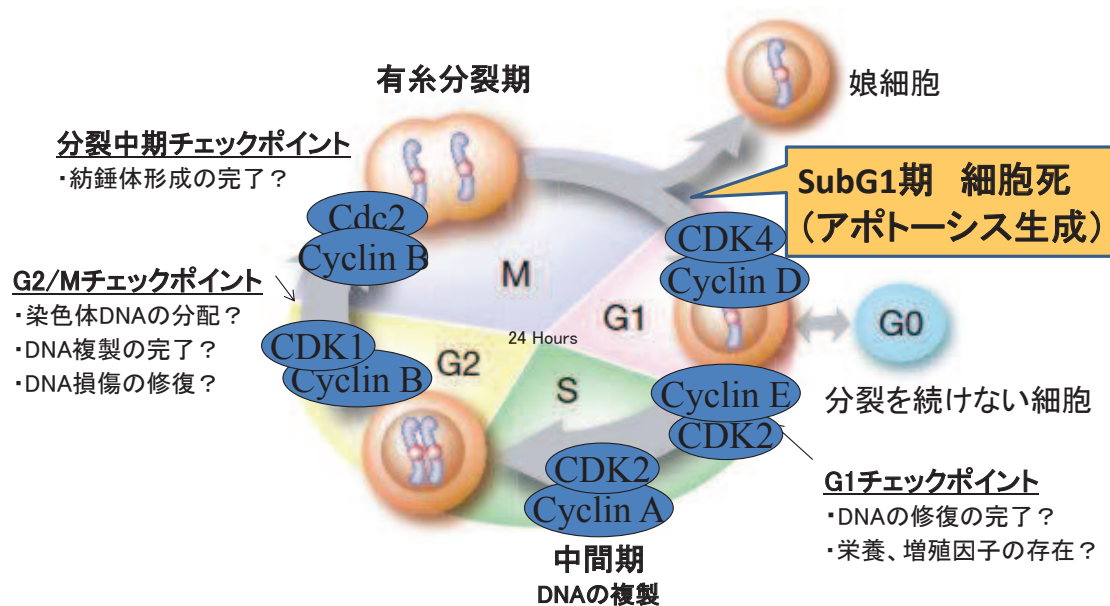 有糸分裂期
娘細胞
分裂中期チェックポイント
・紡錘体形成の完了？
SubG1期　細胞死
（アポトーシス生成）
Cdc2
Cyclin B
CDK4
Cyclin D
G2/Mチェックポイント
・染色体DNAの分配？
・DNA複製の完了？
・DNA損傷の修復？
M
G1
G0
24 Hours
CDK1
Cyclin B
G2
S
Cyclin E
CDK2
分裂を続けない細胞
CDK2
Cyclin A
G1チェックポイント
・DNAの修復の完了？
・栄養、増殖因子の存在？
中間期
DNAの複製